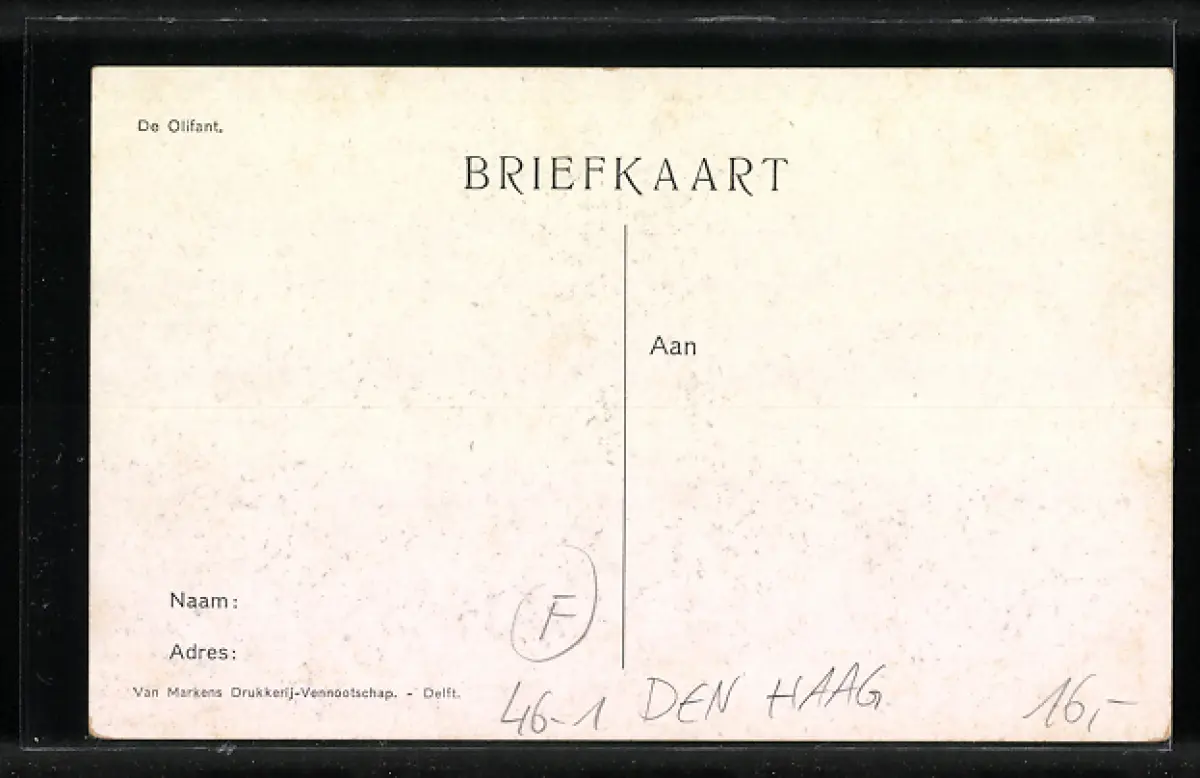 De Olifant.
BRIEFKAART
Aan
Naam:
Adres:
F
Van Markens Drukkerij-Vennootschap. - Delft.
46-1 DEN HAAG 16,-